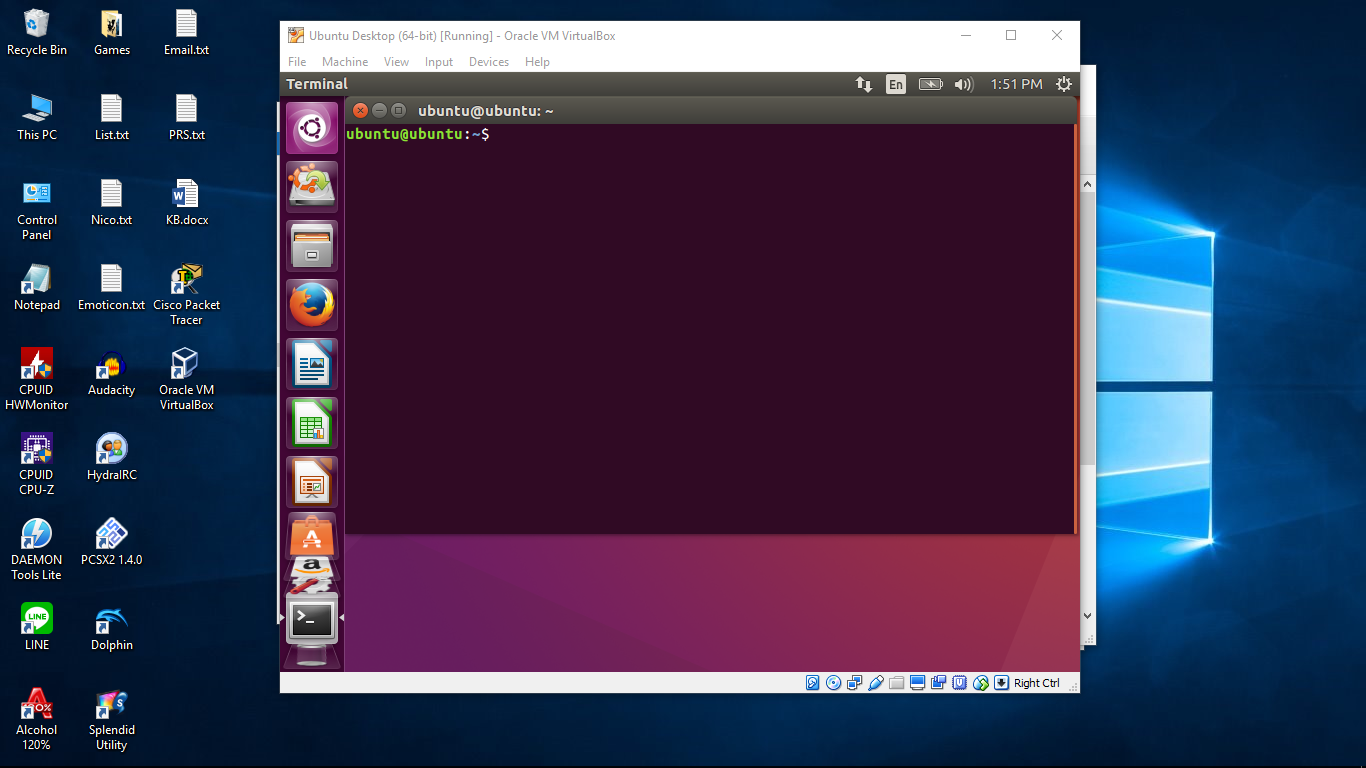 Recycle Bin
Games
Email.txt
This PC
List.txt
PRS.txt
Control
Panel
Nico.txt
KB.docx
Notepad
Emoticon.txt
Cisco Packet
Tracer
CPUID
HWMonitor
Audacity
Oracle VM
VirtualBox
CPUID
CPU-Z
HydraIRC
DAEMON
Tools Lite
PCSX2 1.4.0
LINE
LINE
Dolphin
120%
Alcohol
120%
S
Splendid
Utility
Ubuntu Desktop (64-bit) [Running] - Oracle VM VirtualBox
File Machine View Input Devices Help
Terminal
En
1:51 PM
ubuntu@ubuntu: ~
ubuntu@ubuntu:~$
A
a
>_
Right Ctrl